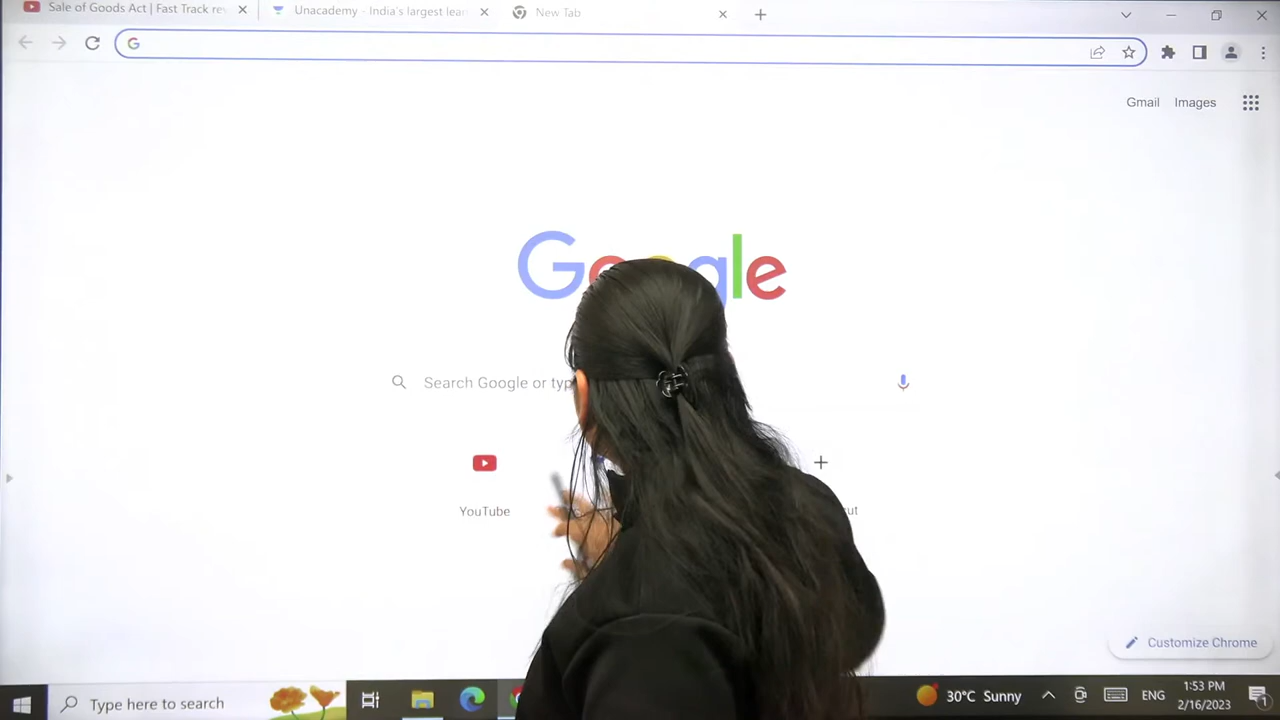 Sale of Goods Act | Fast Track re
Unacademy - India's largest lear
New Tab
Gmail
Images
Search Google or typ
YouTube
Customize Chrome
Type here to search
30°C Sunny
ENG
1:53 PM
2/16/2023